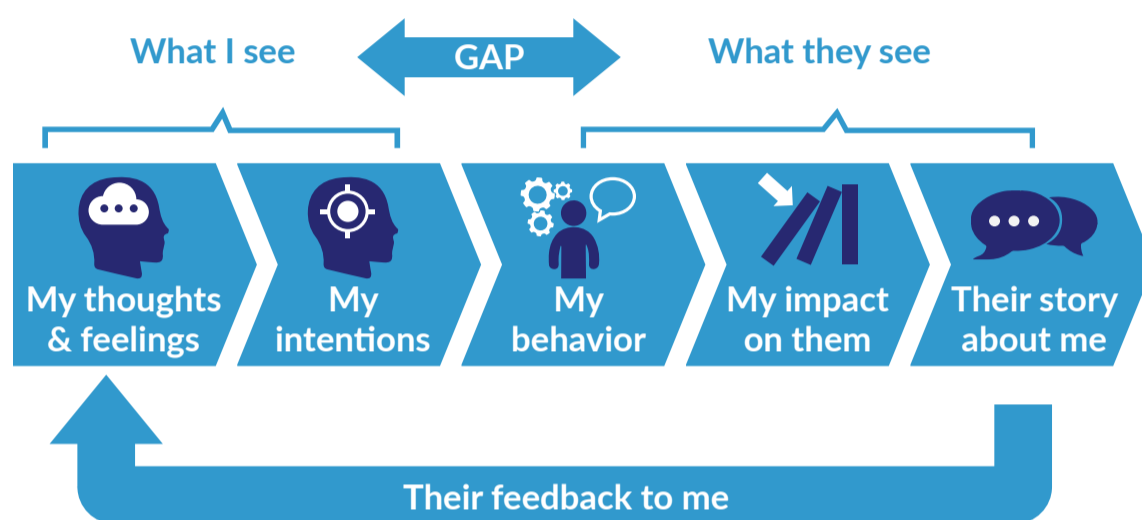 What I see
GAP
What they see
My thoughts
& feelings
My
intentions
My
behavior
My impact
on them
Their story
about me
Their feedback to me